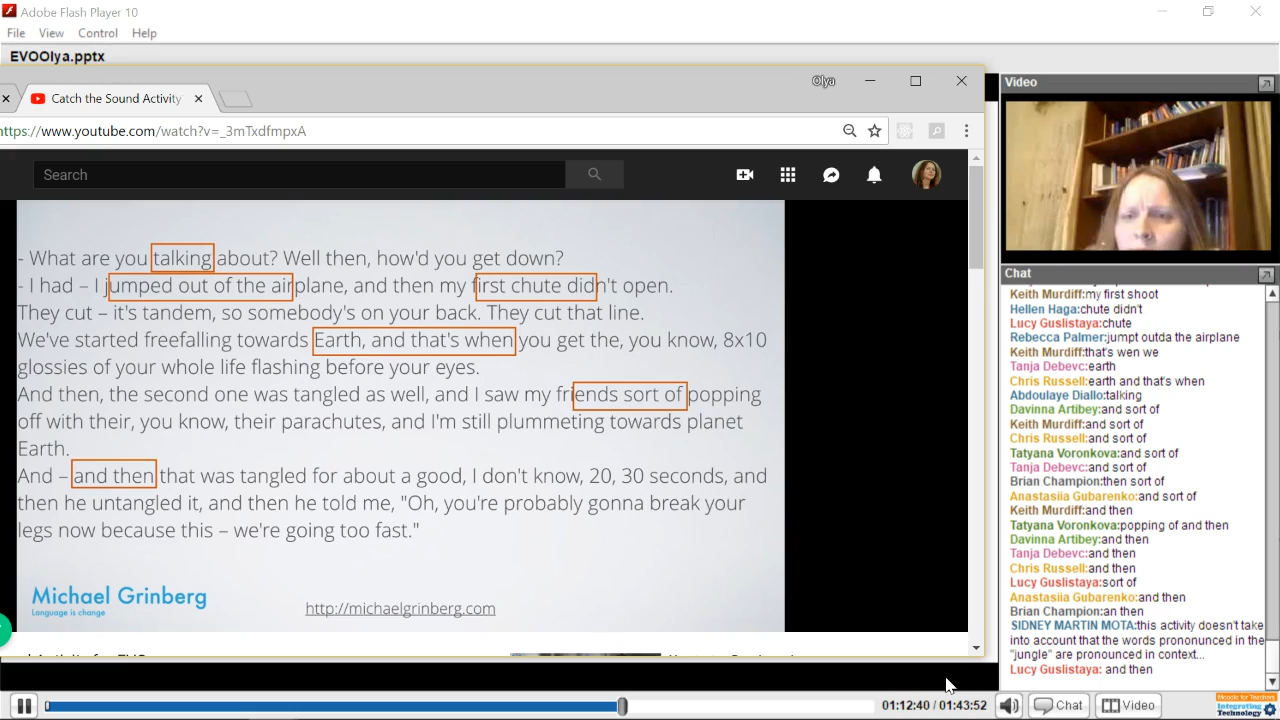 Adobe Flash Player 10
File View Control Help
EVOOlya.pptx
Olya
Catch the Sound Activity
https://www.youtube.com/watch?v=_3mTxdfmpxA
Search
- What are you talking about? Well then, how'd you get down?
- I had – I jumped out of the airplane, and then my first chute didn't open.
They cut – it's tandem, so somebody's on your back. They cut that line.
We've started freefalling towards Earth, and that's when you get the, you know, 8x10
glossies of your whole life flashing before your eyes.
And then, the second one was tangled as well, and I saw my friends sort of popping
off with their, you know, their parachutes, and I'm still plummeting towards planet
Earth.
And – and then that was tangled for about a good, I don't know, 20, 30 seconds, and
then he untangled it, and then he to to me, "Oh, you're probably gonna break your
legs now because this – we're going too fast."
Michael Grinberg
Language is change
http://michaelgrinberg.com
Video
Chat
Keith Murdiff:my first shoot
Hellen Haga:chute didn't
Lucy Guslistaya:chute
Rebecca Palmer:jumpt outda the airplane
Keith Murdiff:that's wen we
Tanja Debevc:earth
Chris Russell:earth and that's when
Abdoulaye Diallo:talking
Davinna Artibey:and sort of
Keith Murdiff:and sort of
Chris Russell:and sort of
Tatyana Voronkova:and sort of
Tanja Debevc:and sort of
Brian Champion:then sort of
Anastasiia Gubarenko:and sort of
Keith Murdiff:and then
Tatyana Voronkova:popping of and then
Davinna Artibey:and then
Tanja Debevc:and then
Chris Russell:and then
Lucy Guslistaya:sort of
Anastasiia Gubarenko:and then
Brian Champion:an then
SIDNEY MARTIN MOTA:this activity doesn't take
into account that the words pronounced in the
"jungle" are pronounced in context...
Lucy Guslistaya: and then
01:12:40 / 01:43:52
Chat
Video
Moodle for Teachers
Integrating
Technology